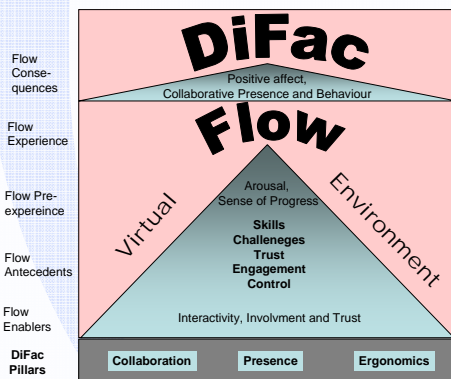 DiFac
Flow
Conse-
quences
Positive affect,
Collaborative Presence and Behaviour
Flow
Flow
Experience
Flow Pre-
expereince
Virtual
Environment
Arousal,
Sense of Progress
Skills
Challeneges
Trust
Engagement
Control
Flow
Antecedents
Flow
Enablers
Interactivity, Involvment and Trust
DiFac
Pillars
Collaboration Presence Ergonomics